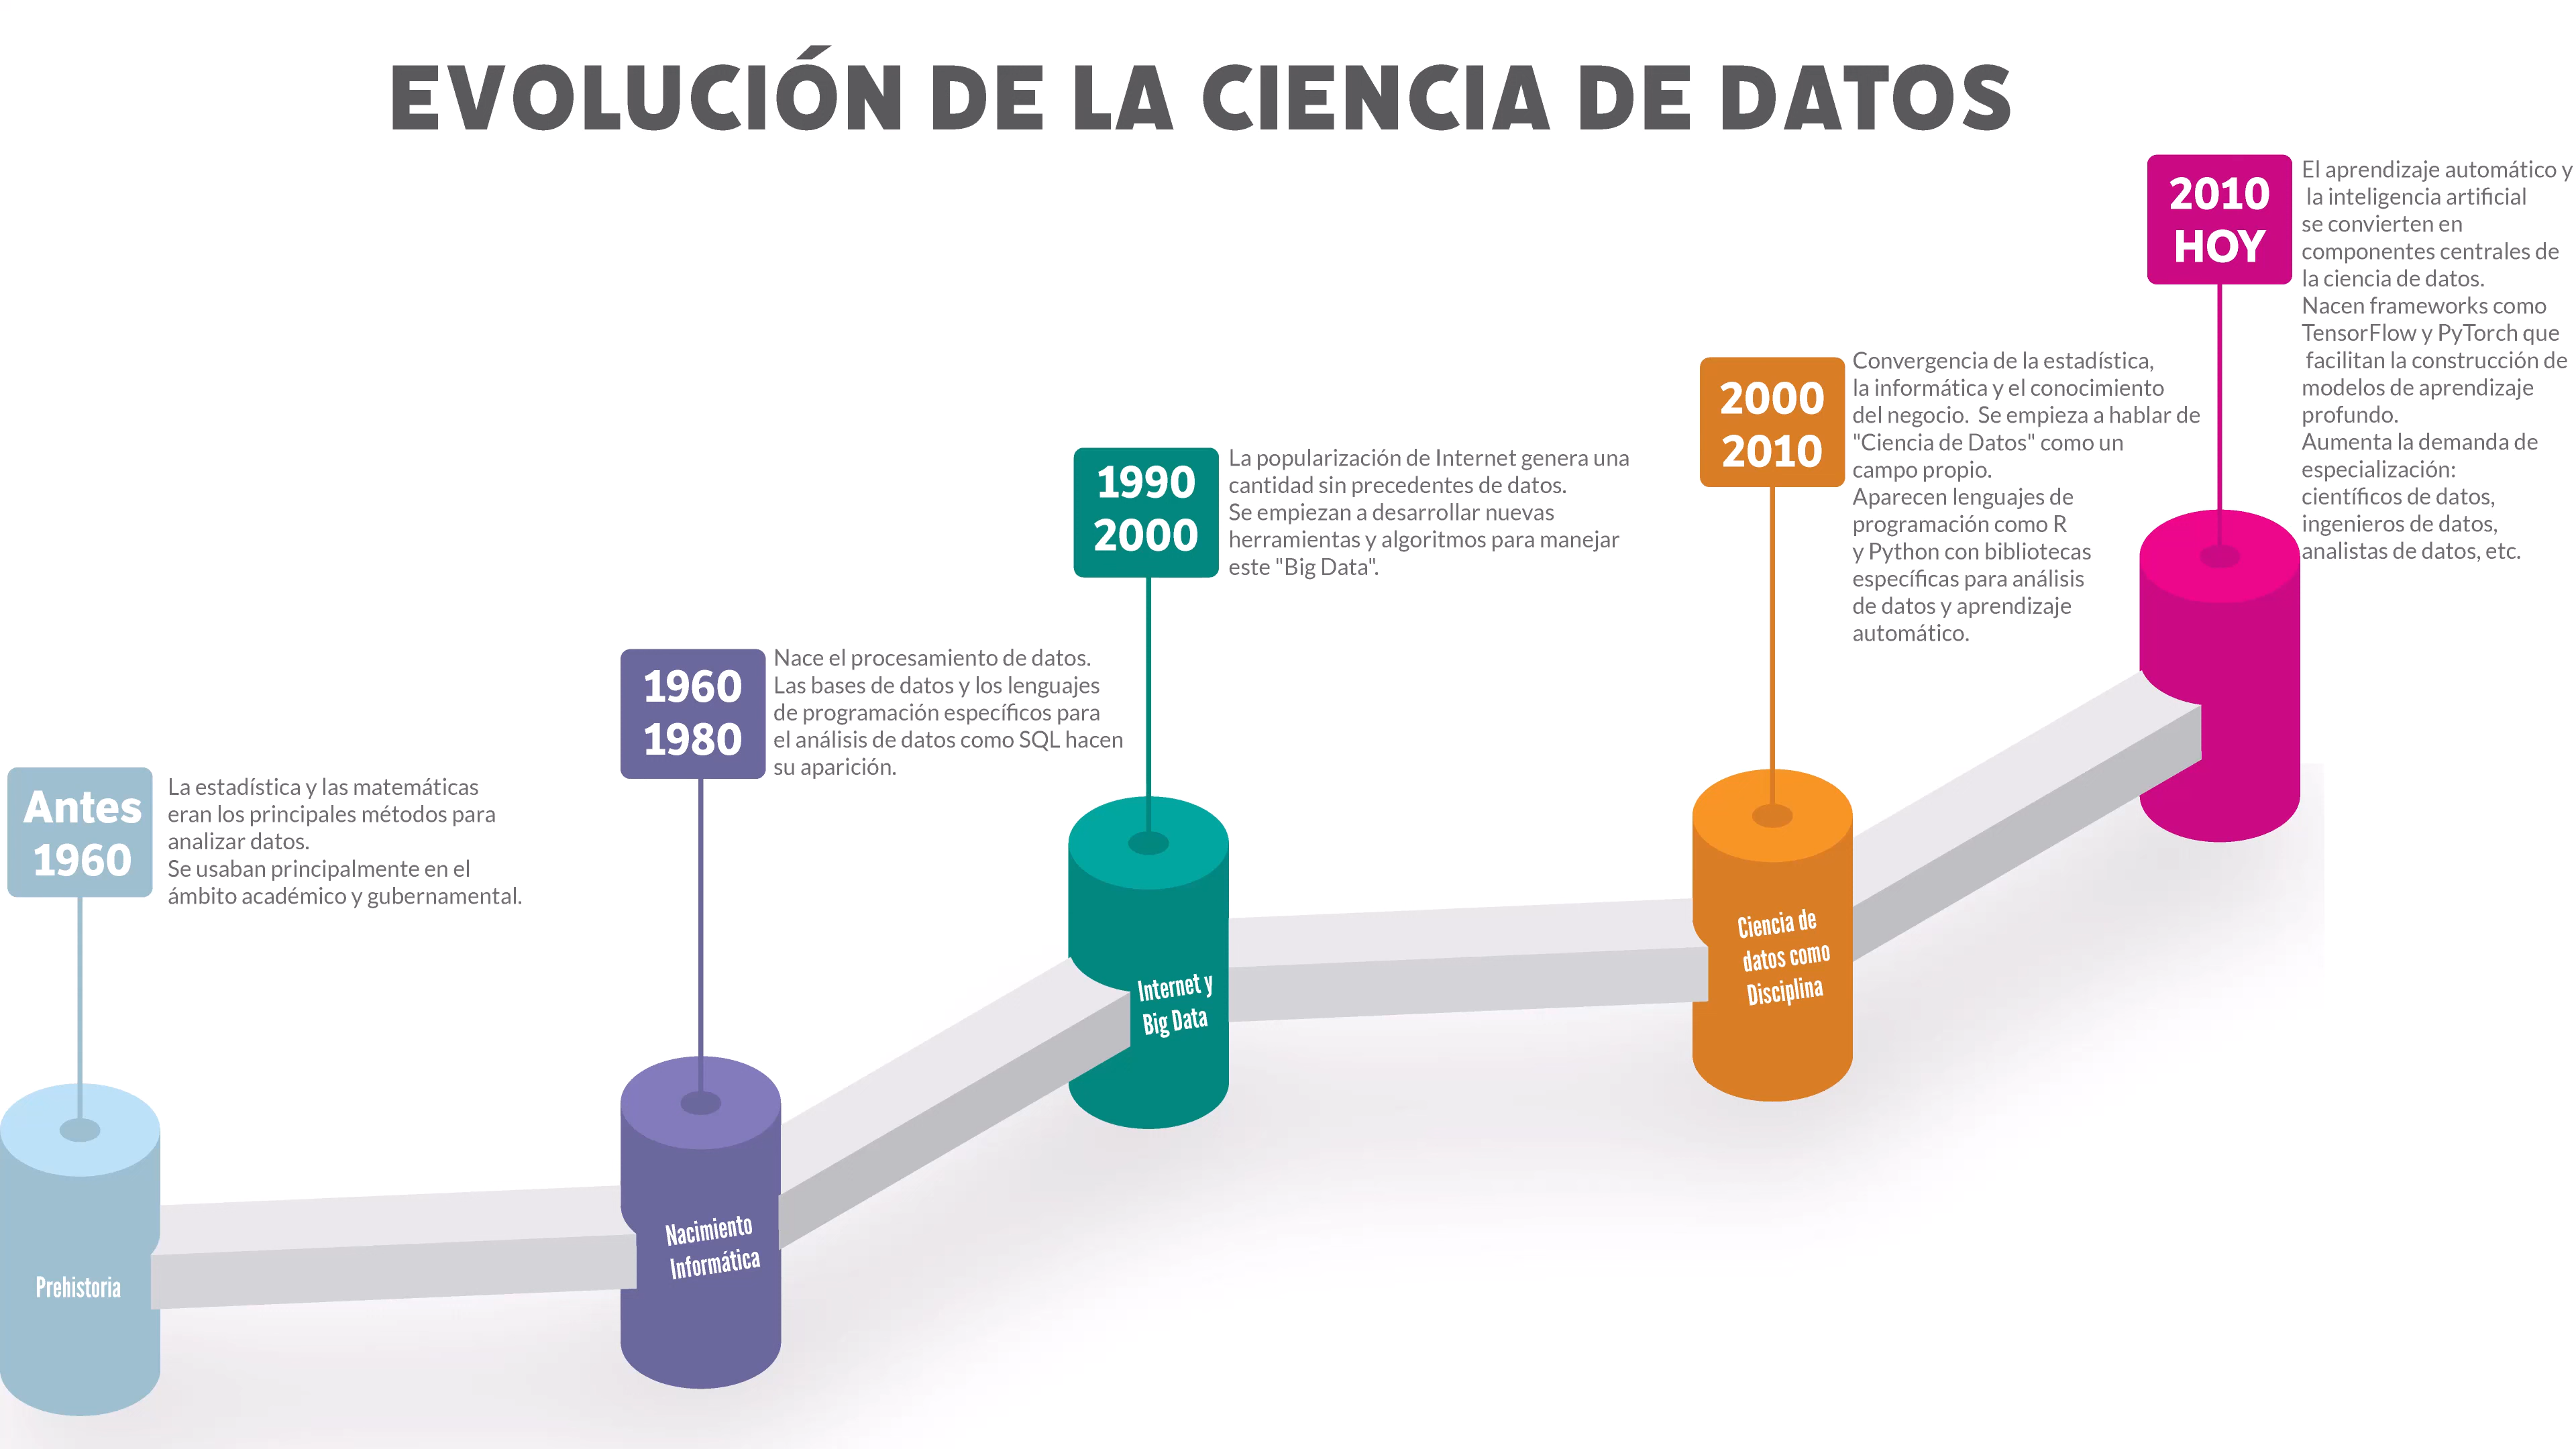 EVOLUCIÓN DE LA CIENCIA DE DATOS
Antes
1960
La estadística y las matemáticas
eran los principales métodos para
analizar datos.
Se usaban principalmente en el
ámbito académico y gubernamental.
Prehistoria
1960
1980
Nace el procesamiento de datos.
Las bases de datos y los lenguajes
de programación específicos para
el análisis de datos como SQL hacen
su aparición.
Nacimiento
Informática
1990
2000
La popularización de Internet genera una
cantidad sin precedentes de datos.
Se empiezan a desarrollar nuevas
herramientas y algoritmos para manejar
este "Big Data".
Internet y
Big Data
2000
2010
Convergencia de la estadística,
la informática y el conocimiento
del negocio. Se empieza a hablar de
"Ciencia de Datos" como un
campo propio.
Aparecen lenguajes de
programación como R
y Python con bibliotecas
específicas para análisis
de datos y aprendizaje
automático.
Ciencia de
datos como
Disciplina
2010
HOY
El aprendizaje automático y
la inteligencia artificial
se convierten en
componentes centrales de
la ciencia de datos.
Nacen frameworks como
TensorFlow y PyTorch que
facilitan la construcción de
modelos de aprendizaje
profundo.
Aumenta la demanda de
especialización:
científicos de datos,
ingenieros de datos,
analistas de datos, etc.